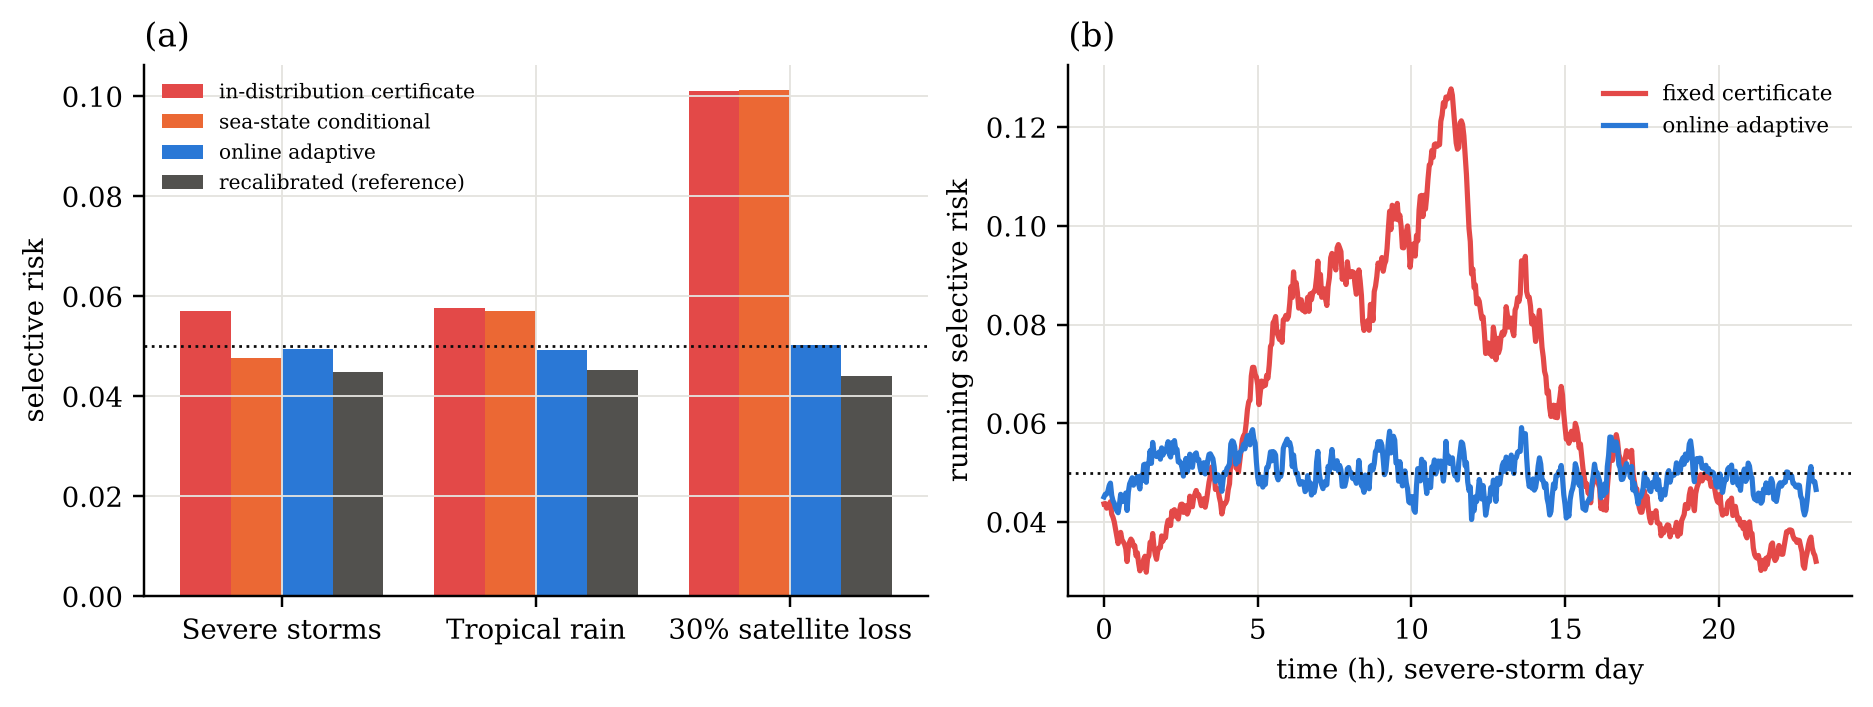 (a)
selective risk
0.10
0.08
0.06
0.04
0.02
0.00
in-distribution certificate
sea-state conditional
online adaptive
recalibrated (reference)
Severe storms
Tropical rain
30% satellite loss
(b)
running selective risk
0.12
0.10
0.08
0.06
0.04
fixed certificate
online adaptive
0
5
10
15
20
time (h), severe-storm day